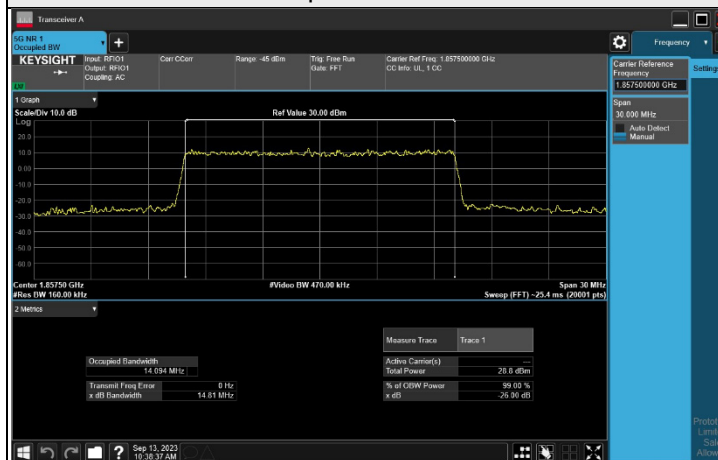 Transceiver A
5G NR 1
Occupied BW
Frequency
KEYSIGHT
Input: RFIO1
Output: RFIO1
Coupling: AC
Corr CCorr
Range: -45 dBm
Trig: Free Run
Gate: FFT
Carrier Ref Freq: 1.857500000 GHz
CC Info: UL, 1 CC
LW
Carrier Reference
Frequency
1.857500000 GHz
Settings
Span
30.000 MHz
Auto Detect
Manual
1 Graph
Scale/Div 10.0 dB
Ref Value 30.00 dBm
Log
20.0
10.0
0.00
-10.0
-20.0
-30.0
-40.0
-50.0
-60.0
Center 1.85750 GHz
#Video BW 470.00 kHz
Span 30 MHz
#Res BW 160.00 kHz
Sweep (FFT) ~25.4 ms (20001 pts)
2 Metrics
Measure Trace
Trace 1
Occupied Bandwidth
14.094 MHz
Active Carrier(s)
---
Total Power
28.8 dBm
Transmit Freq Error
0 Hz
x dB Bandwidth
14.81 MHz
% of OBW Power
99.00 %
x dB
-26.00 dB
Sep 13, 2023
10:38:37 AM
?